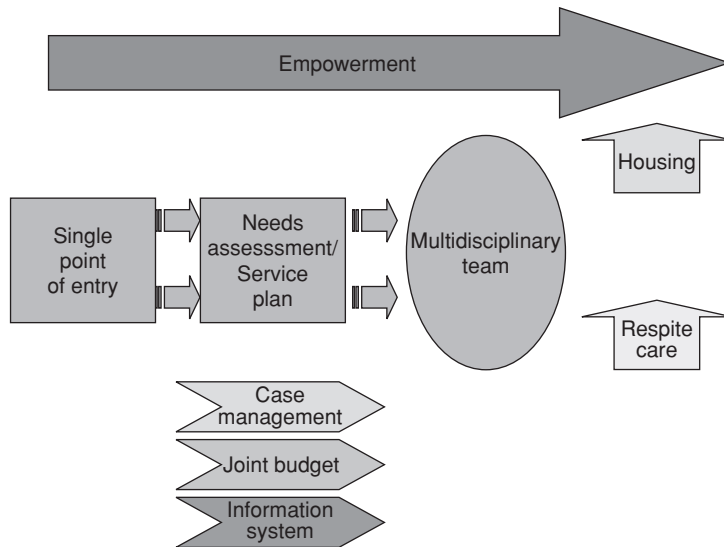 Empowerment
Housing
Single
point
of entry
Needs
assesssment/
Service
plan
Multidisciplinary
team
Respite
care
Case
management
Joint budget
Information
system